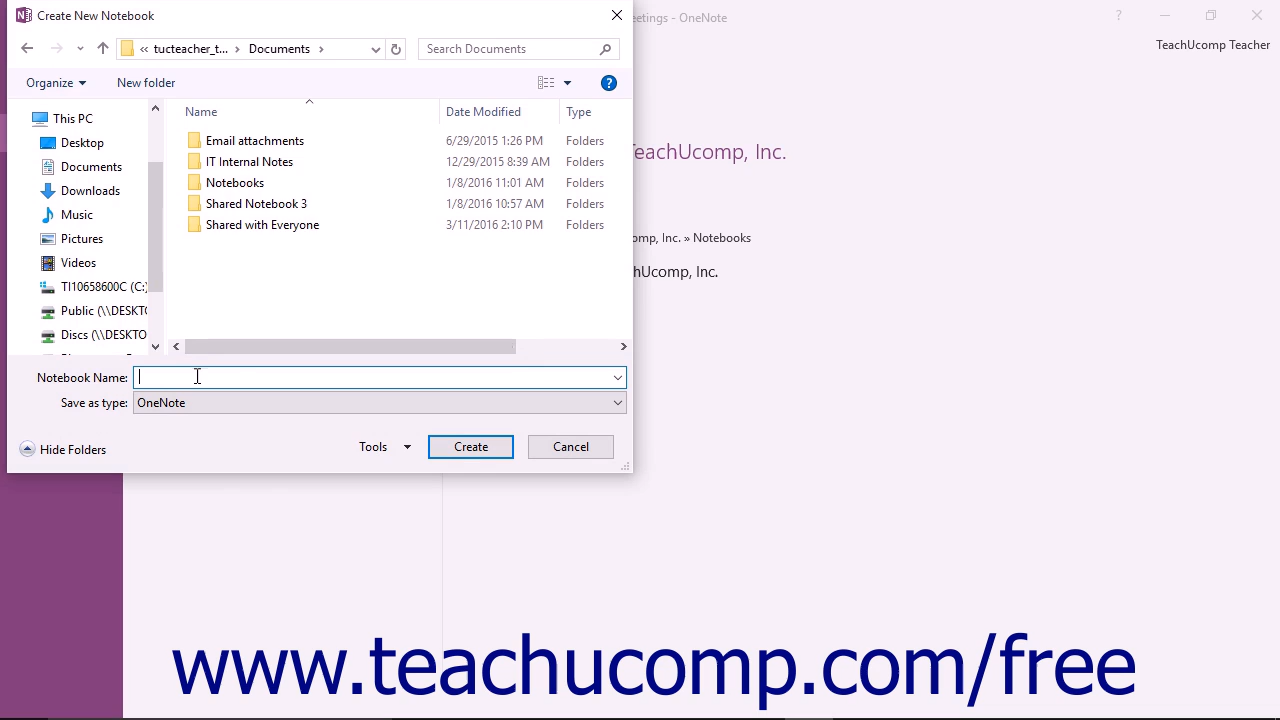 Create New Notebook
eetings - OneNote
?
TeachUcomp Teacher
« tucteacher_t... > Documents >
Search Documents
Organize
New folder
?
This PC
Desktop
Documents
Downloads
Music
Pictures
Videos
TI10658600C (C:)
Public (\\DESKTO
Discs (\\DESKTO
Name
Date Modified
Type
Email attachments 6/29/2015 1:26 PM Folders
IT Internal Notes 12/29/2015 8:39 AM Folders
Notebooks 1/8/2016 11:01 AM Folders
Shared Notebook 3 1/8/2016 10:57 AM Folders
Shared with Everyone 3/11/2016 2:10 PM Folders
TeachUcomp, Inc.
omp, Inc. » Notebooks
hUcomp, Inc.
Notebook Name:
Save as type: OneNote
Hide Folders
Tools
Create
Cancel
www.teachucomp.com/free